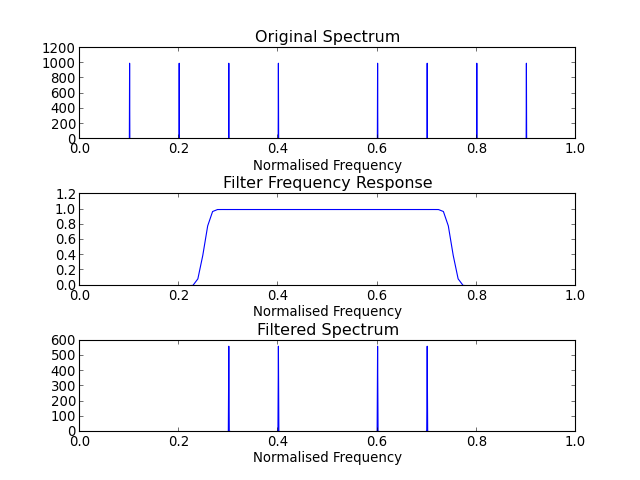 Original Spectrum
1200
1000
800
600
400
200
0
0.0 0.2 0.4 0.6 0.8 1.0
Normalised Frequency
Filter Frequency Response
1.2
1.0
0.8
0.6
0.4
0.2
0.0
0.0 0.2 0.4 0.6 0.8 1.0
Normalised Frequency
Filtered Spectrum
600
500
400
300
200
100
0
0.0 0.2 0.4 0.6 0.8 1.0
Normalised Frequency